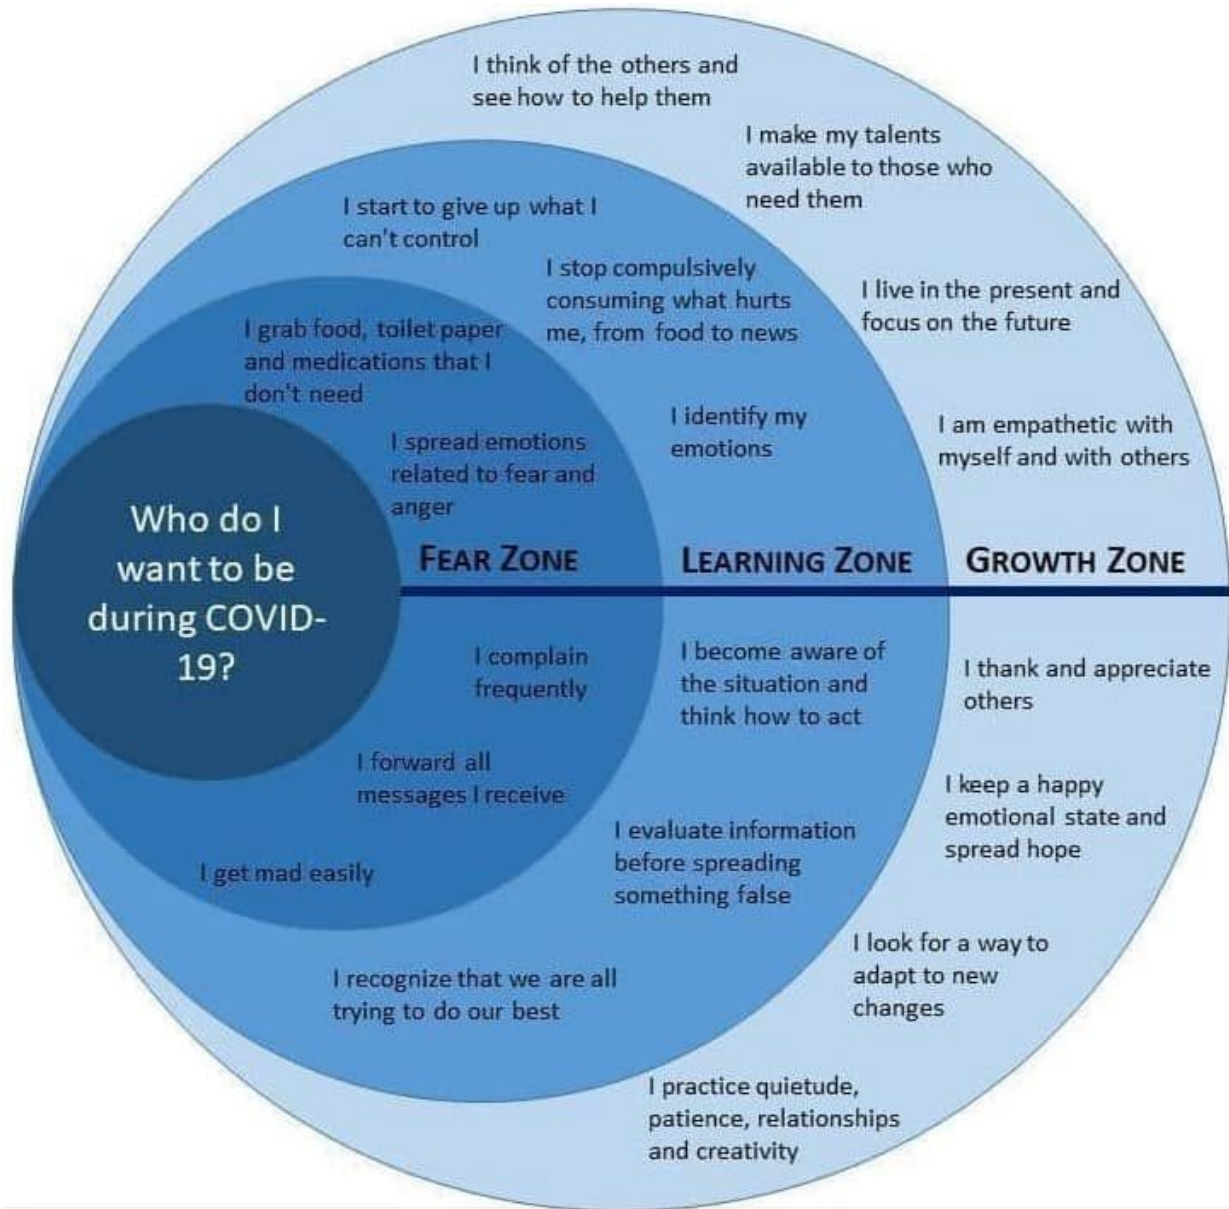 I think of the others and
see how to help them
I make my talents
available to those who
need them
I start to give up what I
can't control
I stop compulsively
consuming what hurts
me, from food to news
I live in the present and
focus on the future
I grab food, toilet paper
and medications that I
don't need
I identify my
emotions
I am empathetic with
myself and with others
I spread emotions
related to fear and
anger
Who do I
want to be
during COVID-
19?
FEAR ZONE
LEARNING ZONE
GROWTH ZONE
I complain
frequently
I become aware of
the situation and
think how to act
I thank and appreciate
others
I forward all
messages I receive
I keep a happy
emotional state and
spread hope
I evaluate information
before spreading
something false
I get mad easily
I look for a way to
adapt to new
changes
I recognize that we are all
trying to do our best
I practice quietude,
patience, relationships
and creativity